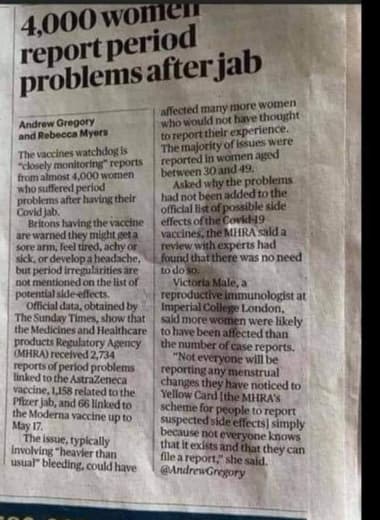 4,000 women
report period
problems after jab
Andrew Gregory
and Rebecca Myers
The vaccines watchdog is
"closely monitoring" reports
from almost 4,000 women
who suffered period
problems after having their
Covid jab.
Britons having the vaccine
are warned they might get a
sore arm, feel tired, achy or
sick, or develop a headache,
but period irregularities are
not mentioned on the list of
potential side-effects.
Official data, obtained by
The Sunday Times, show that
the Medicines and Healthcare
products Regulatory Agency
(MHRA) received 2,734
reports of period problems
linked to the AstraZeneca
vaccine, 1,158 related to the
Pfizer jab, and 66 linked to
the Moderna vaccine up to
May 17.
The issue, typically
involving "heavier than
usual" bleeding, could have
affected many more women
who would not have thought
to report their experience.
The majority of issues were
reported in women aged
between 30 and 49.
Asked why the problems
had not been added to the
official list of possible side
effects of the Covid-19
vaccines, the MHRA said a
review with experts had
found that there was no need
to do so.
Victoria Male, a
reproductive immunologist at
Imperial College London,
said more women were likely
to have been affected than
the number of case reports.
"Not everyone will be
reporting any menstrual
changes they have noticed to
Yellow Card [the MHRA's
scheme for people to report
suspected side effects] simply
because not everyone knows
that it exists and that they can
file a report," she said.
@AndrewGregory